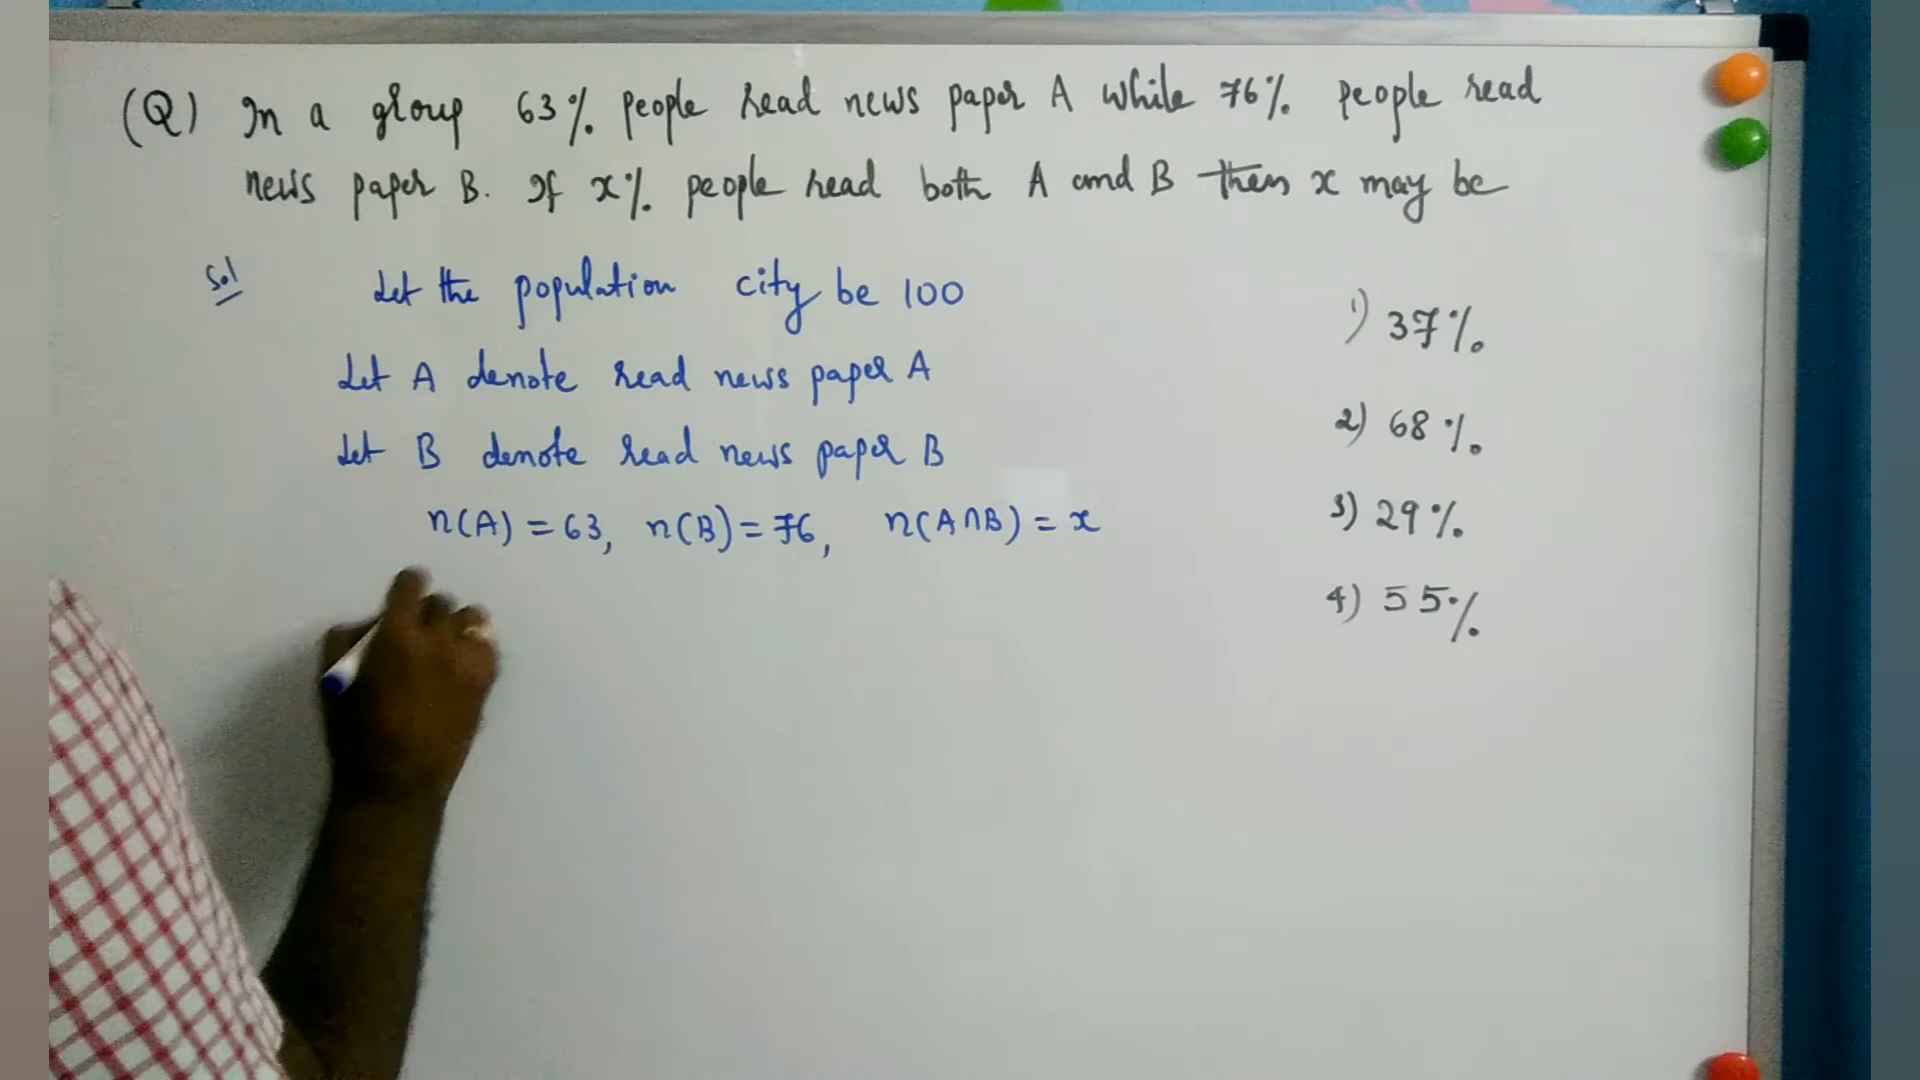 (Q) In a group 63% people read news paper A while 76% people read
news paper B. If x% people read both A and B then x may be
Sol
Let the population city be 100
Let A denote read news paper A
Let B denote read news paper B
n(A) = 63, n(B) = 76, n(A∩B) = x
1) 37%
2) 68%
3) 29%
4) 55%